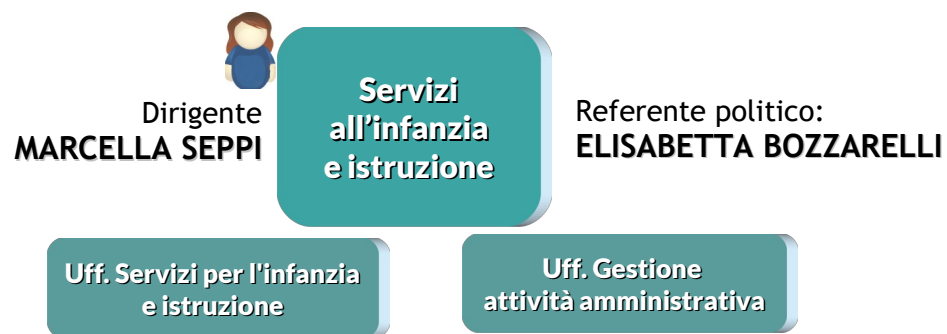 Dirigente
MARCELLA SEPPI
Servizi
all’infanzia
e istruzione
Referente politico:
ELISABETTA BOZZARELLI
Uff. Servizi per l'infanzia
e istruzione
Uff. Gestione
attività amministrativa